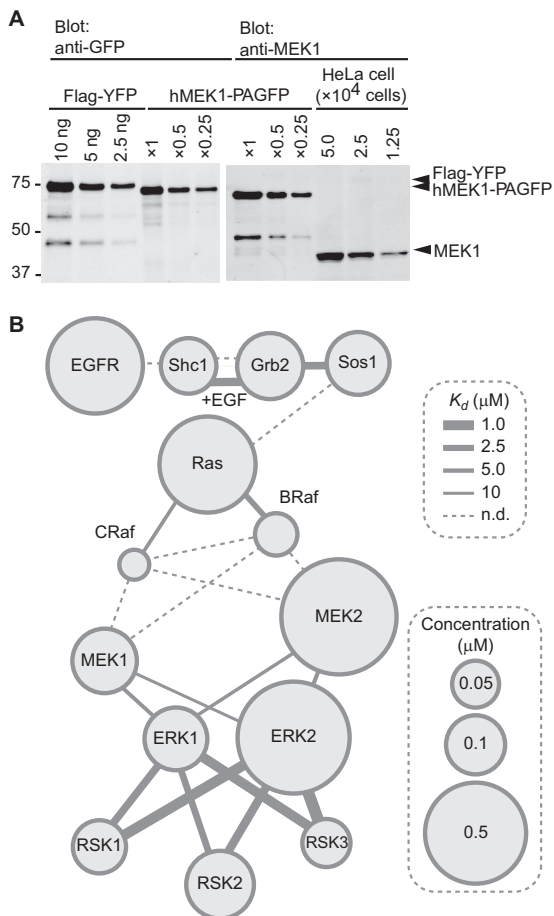 A
Blot:
anti-GFP
Blot:
anti-MEK1
Flag-YFP
hMEK1-PAGFP
HeLa cell
(×10⁴ cells)
10 ng
5 ng
2.5 ng
×1
×0.5
×0.25
×1
×0.5
×0.25
5.0
2.5
1.25
75
50
37
Flag-YFP
hMEK1-PAGFP
MEK1
B
EGFR
Shc1
Grb2
Sos1
+EGF
Ras
CRaf
BRaf
MEK1
MEK2
ERK1
ERK2
RSK1
RSK2
RSK3
Kd (μM)
1.0
2.5
5.0
10
n.d.
Concentration
(μM)
0.05
0.1
0.5